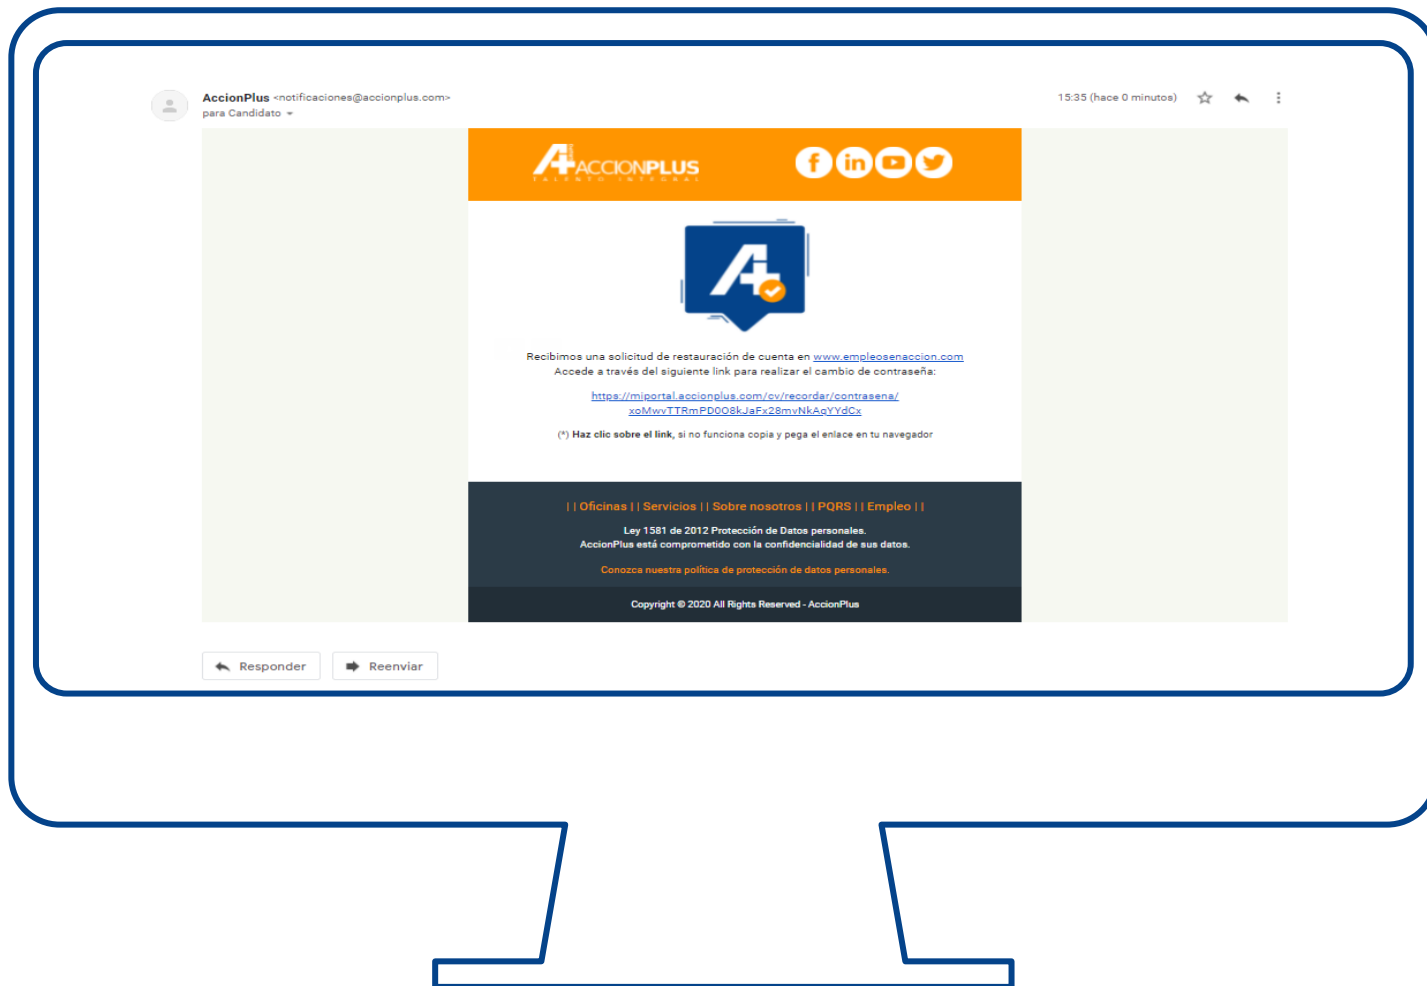 AccionPlus <notificaciones@accionplus.com>
15:35 (hace 0 minutos)
para Candidato
A+ ACCIONPLUS
TALENTO INTEGRAL
f in
A+
Recibimos una solicitud de restauración de cuenta en www.empleosenaccion.com
Accede a través del siguiente link para realizar el cambio de contraseña:
https://miportal.accionplus.com/cv/recordar/contrasena/
xoMwvTTRmPD0O8kJaFx28mvNkAqYYdCx
(*) Haz clic sobre el link, si no funciona copia y pega el enlace en tu navegador
| | Oficinas | | Servicios | | Sobre nosotros | | PQRS | | Empleo | |
Ley 1581 de 2012 Protección de Datos personales.
AccionPlus está comprometido con la confidencialidad de sus datos.
Conozca nuestra política de protección de datos personales.
Copyright © 2020 All Rights Reserved - AccionPlus
Responder
Reenviar